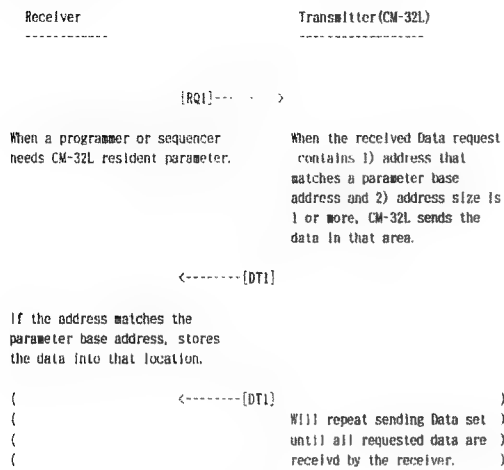 Receiver
Transmitter(CM-32L)
[RQ1]--- - >
When a programmer or sequencer
needs CM-32L resident parameter.
When the received Data request
contains 1) address that
matches a parameter base
address and 2) address size is
1 or more, CM-32L sends the
data in that area.
<--------[DT1]
If the address matches the
parameter base address, stores
the data into that location.
( <--------[DT1] )
( Will repeat sending Data set )
( until all requested data are )
( receivd by the receiver. )